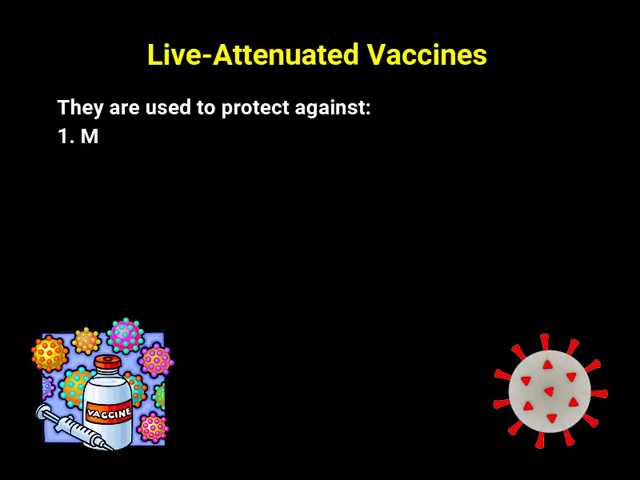 Live-Attenuated Vaccines
They are used to protect against:
1. M
VACCINE